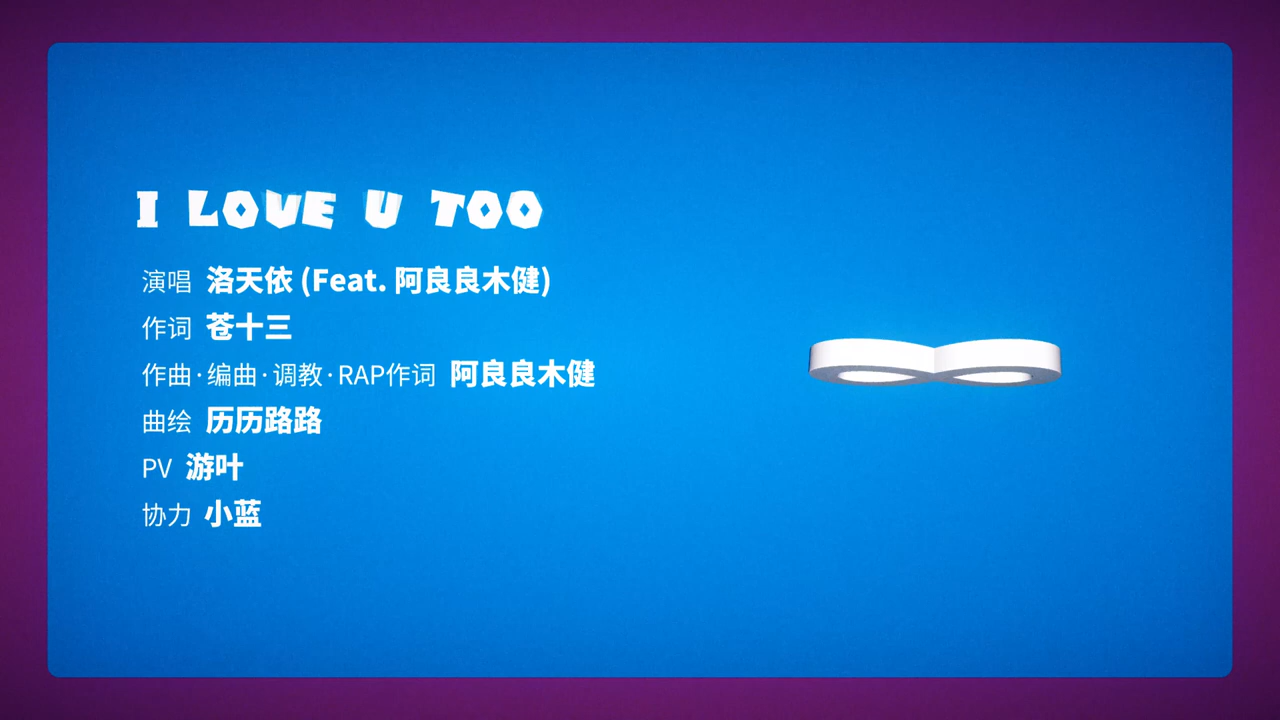 I LOVE U TOO
演唱 洛天依 (Feat. 阿良良木健)
作词 苍十三
作曲·编曲·调教·RAP作词 阿良良木健
曲绘 历历路路
PV 游叶
协力 小蓝